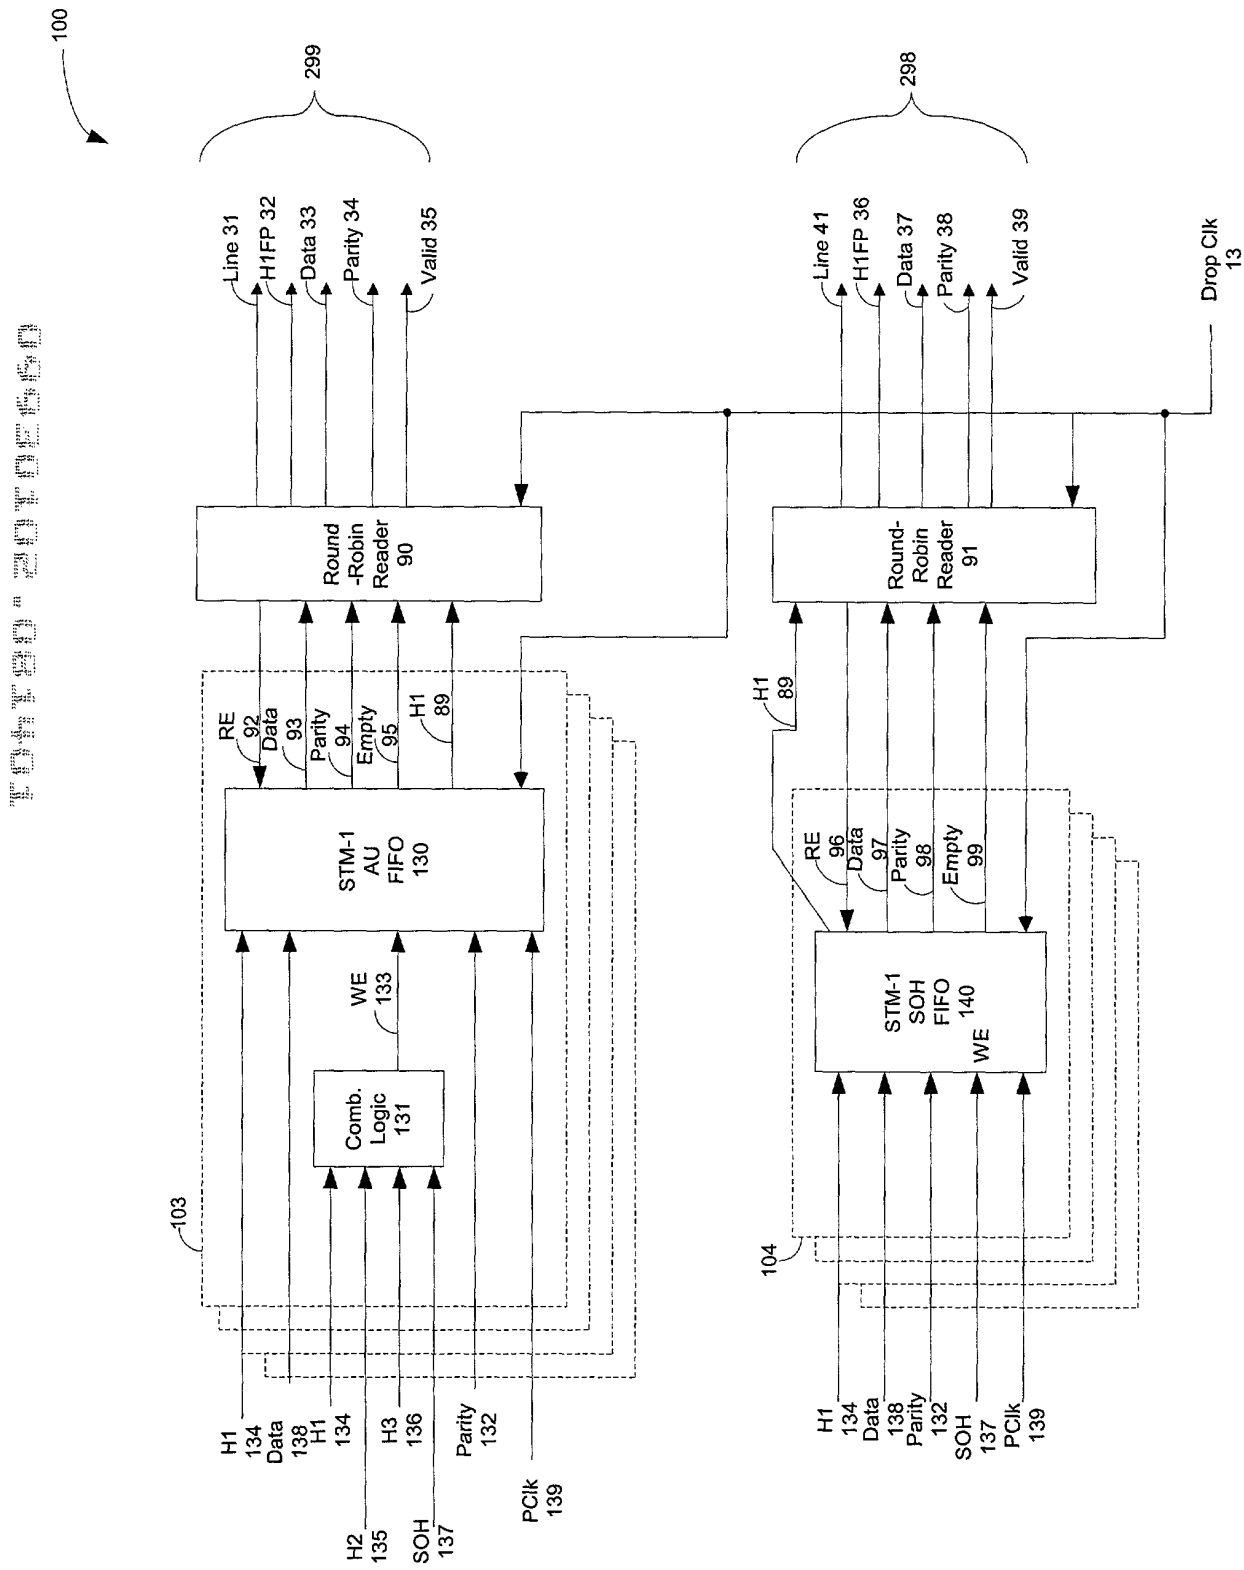 100
299
Line 31
H1FP 32
Data 33
Parity 34
Valid 35
Round
-Robin
Reader
90
RE
92
Data
93
Parity
94
Empty
95
H1
89
STM-1
AU
FIFO
130
WE
133
Comb.
Logic
131
103
H1
134
Data
138
H1
134
H2
135
H3
136
SOH
137
Parity
132
PClk
139
298
Line 41
H1FP 36
Data 37
Parity 38
Valid 39
Drop Clk
13
Round-
Robin
Reader
91
H1
89
RE
96
Data
97
Parity
98
Empty
99
STM-1
SOH
FIFO
140
WE
104
H1
134
Data
138
Parity
132
SOH
137
PClk
139